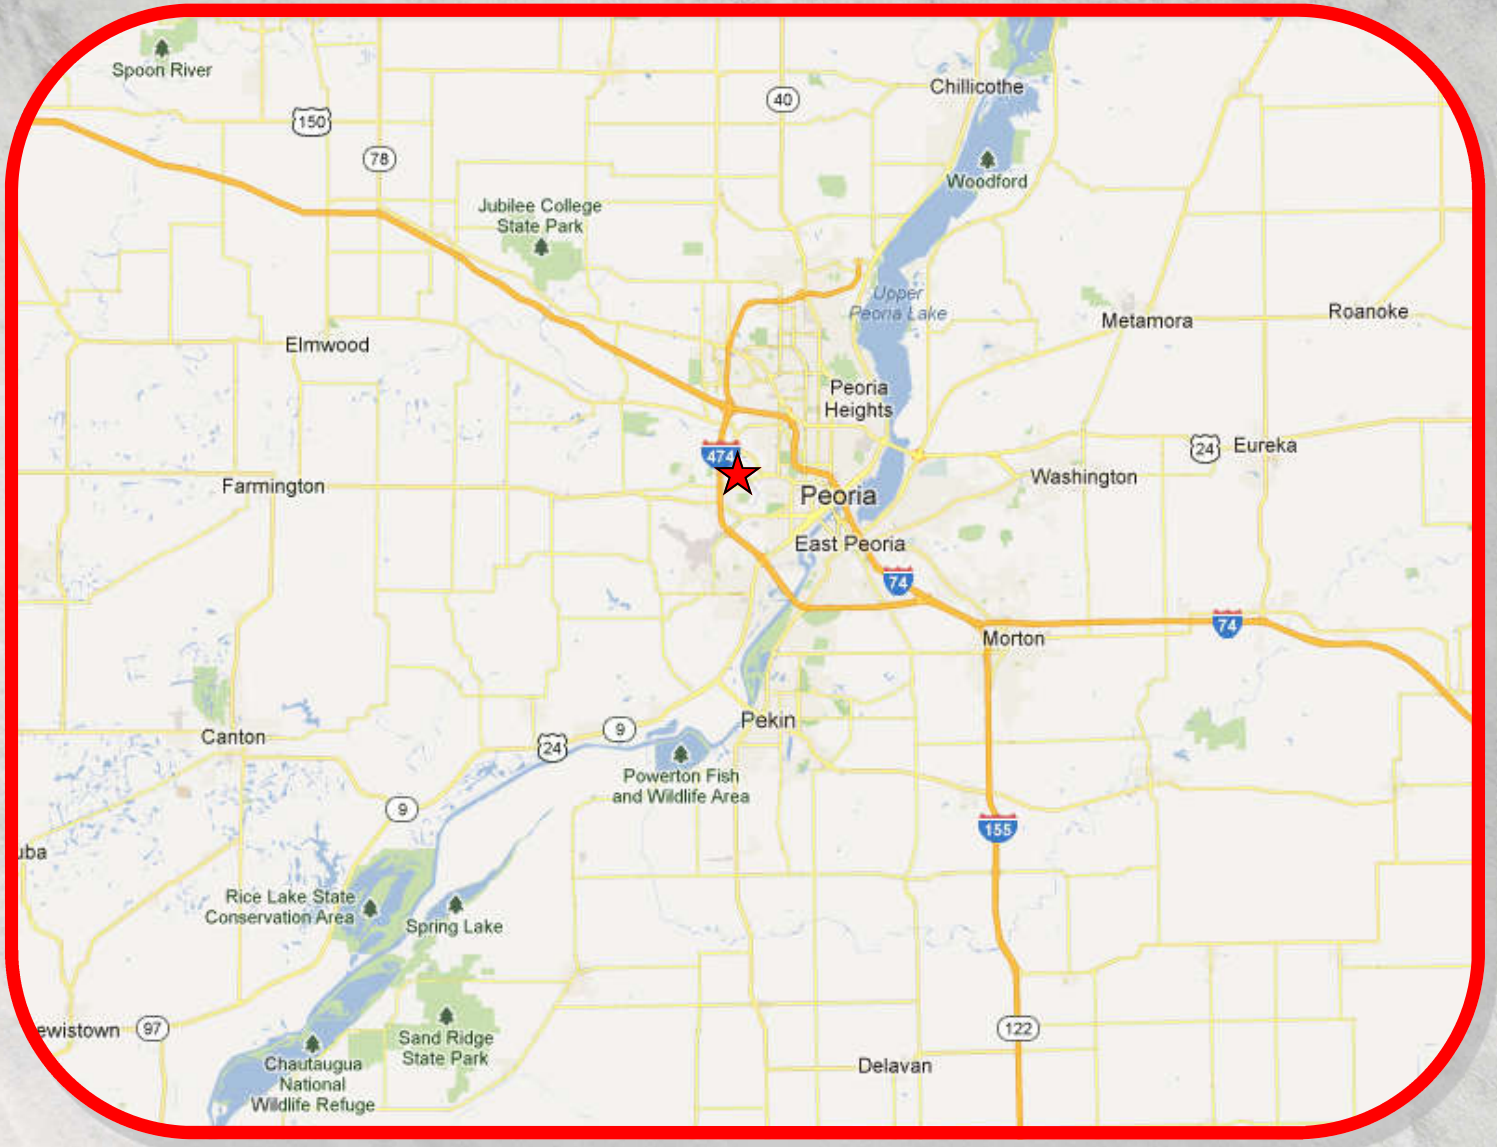 Spoon River
150
40
Chillicothe
78
Woodford
Jubilee College
State Park
Upper
Peoria Lake
Roanoke
Metamora
Elmwood
Peoria
Heights
24
Eureka
474
Washington
Farmington
Peoria
East Peoria
74
74
Morton
Pekin
9
Canton
24
Powerton Fish
and Wildlife Area
9
155
uba
Rice Lake State
Conservation Area
Spring Lake
ewistown
97
122
Sand Ridge
State Park
Chautaugua
National
Wildlife Refuge
Delavan